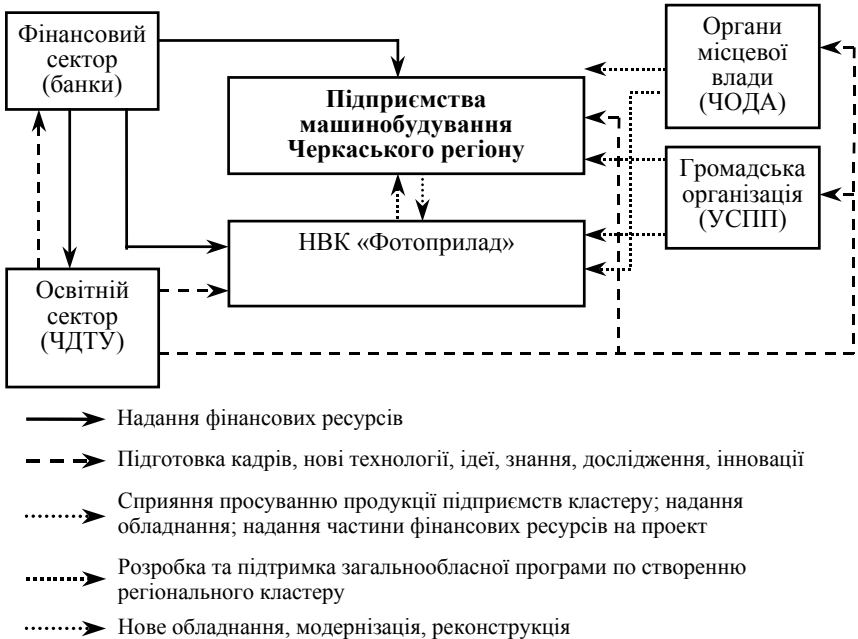 Фінансовий
сектор
(банки)
Підприємства
машинобудування
Черкаського регіону
Органи
місцевої
влади
(ЧОДА)
Громадська
організація
(УСПП)
НВК «Фотоприлад»
Освітній
сектор
(ЧДТУ)
Надання фінансових ресурсів
Підготовка кадрів, нові технології, ідеї, знання, дослідження, інновації
Сприяння просуванню продукції підприємств кластеру; надання
обладнання; надання частини фінансових ресурсів на проект
Розробка та підтримка загальнообласної програми по створенню
регіонального кластеру
Нове обладнання, модернізація, реконструкція